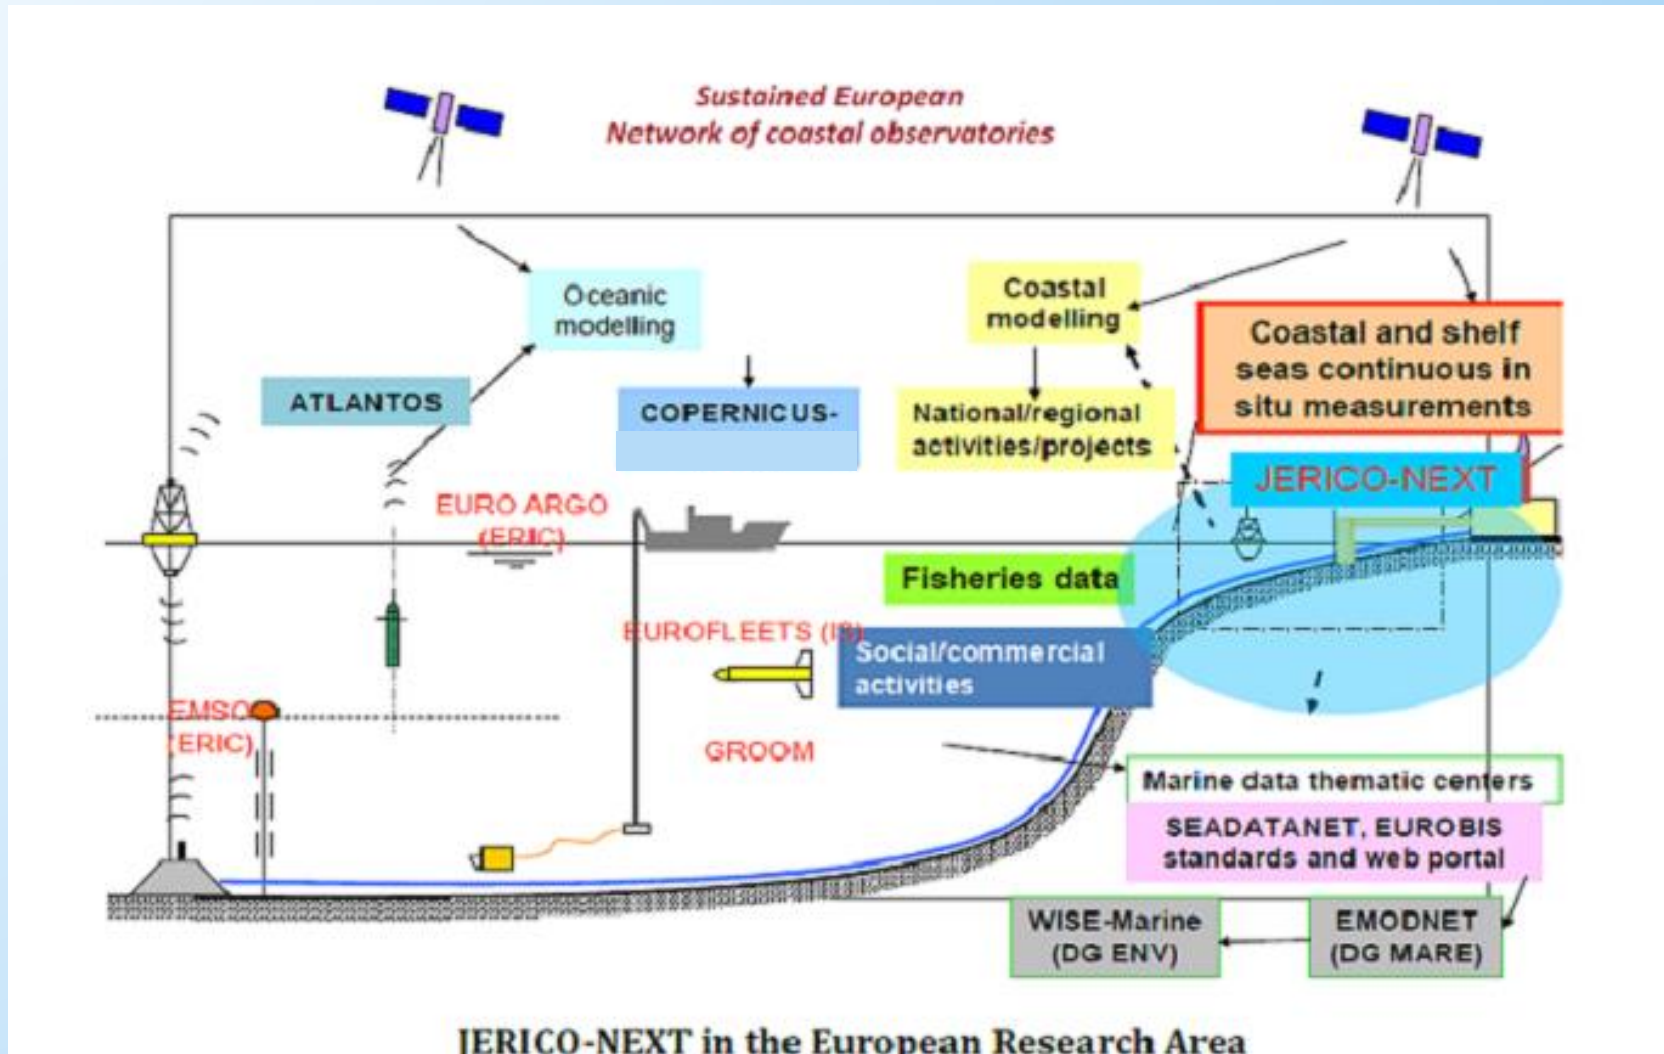 Sustained European
Network of coastal observatories
Oceanic
modelling
Coastal
modelling
Coastal and shelf
seas continuous in
situ measurements
ATLANTOS
COPERNICUS-
National/regional
activities/projects
JERICO-NEXT
EURO ARGO
(ERIC)
Fisheries data
EUROFLEETS (I3)
Social/commercial
activities
EMSO
(ERIC)
GROOM
Marine data thematic centers
SEADATANET, EUROBIS
standards and web portal
WISE-Marine
(DG ENV)
EMODNET
(DG MARE)
JERICO-NEXT in the European Research Area